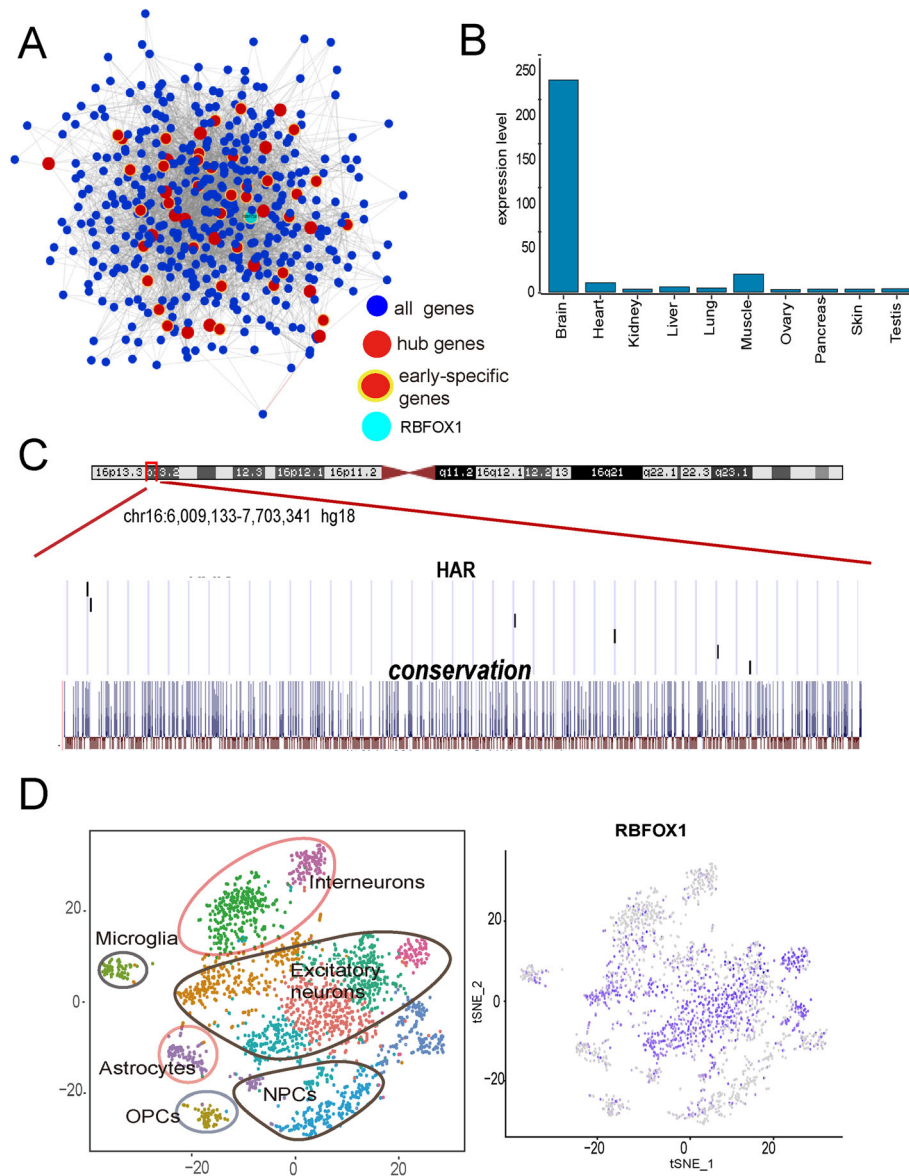 A
all genes
hub genes
early-specific
genes
RBFOX1
B
expression level
250
200
150
100
50
0
Brain
Heart
Kidney
Liver
Lung
Muscle
Ovary
Pancreas
Skin
Testis
C
16p13.3
12.3
16p12.1
16p11.2
q11.2
16q12.1
12.2
13
16q21
q22.1
22.3
q23.1
chr16:6,009,133-7,703,341 hg18
HAR
conservation
D
Interneurons
Microglia
Excitatory
neurons
Astrocytes
NPCs
OPCs
20
0
−20
−20
0
20
RBFOX1
tSNE_2
20
0
−20
−20
0
20
tSNE_1